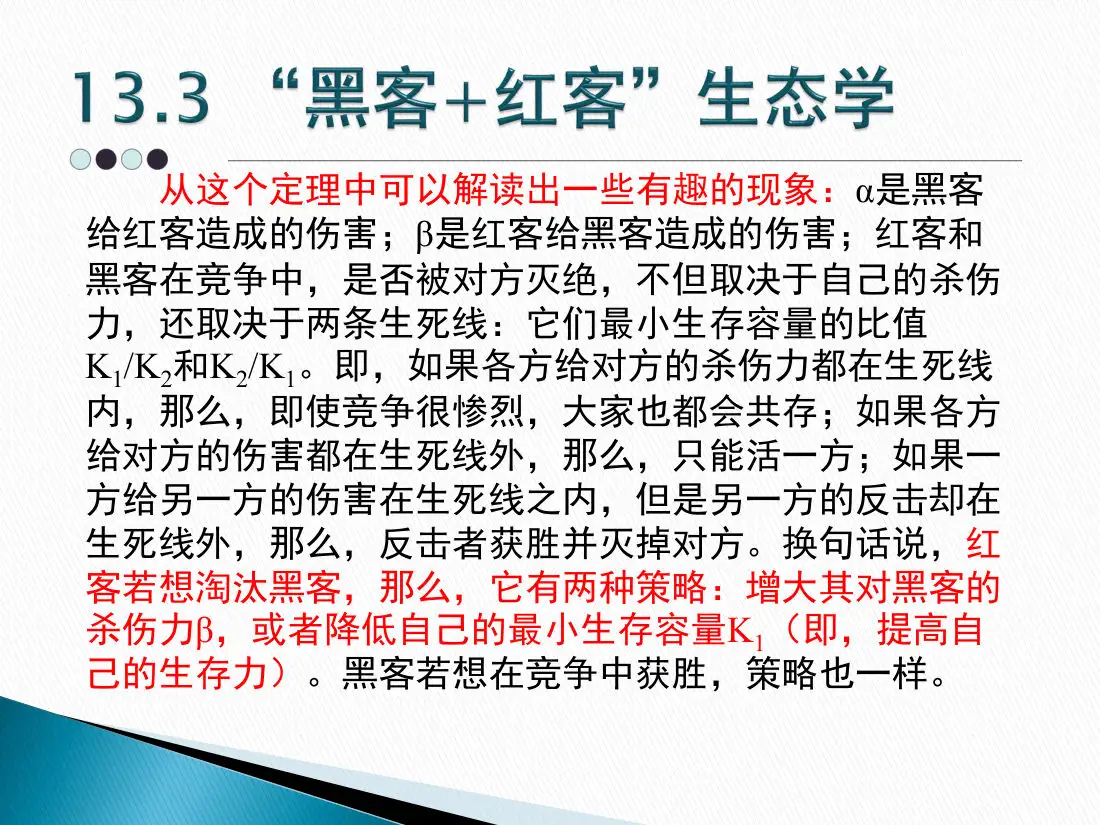 13.3 “黑客+红客”生态学
从这个定理中可以解读出一些有趣的现象：α是黑客
给红客造成的伤害；β是红客给黑客造成的伤害；红客和
黑客在竞争中，是否被对方灭绝，不但取决于自己的杀伤
力，还取决于两条生死线：它们最小生存容量的比值
K₁/K₂和K₂/K₁。即，如果各方给对方的杀伤力都在生死线
内，那么，即使竞争很惨烈，大家也都会共存；如果各方
给对方的伤害都在生死线外，那么，只能活一方；如果一
方给另一方的伤害在生死线之内，但是另一方的反击却在
生死线外，那么，反击者获胜并灭掉对方。换句话说，红
客若想淘汰黑客，那么，它有两种策略：增大其对黑客的
杀伤力β，或者降低自己的最小生存容量K₁（即，提高自
己的生存力）。黑客若想在竞争中获胜，策略也一样。